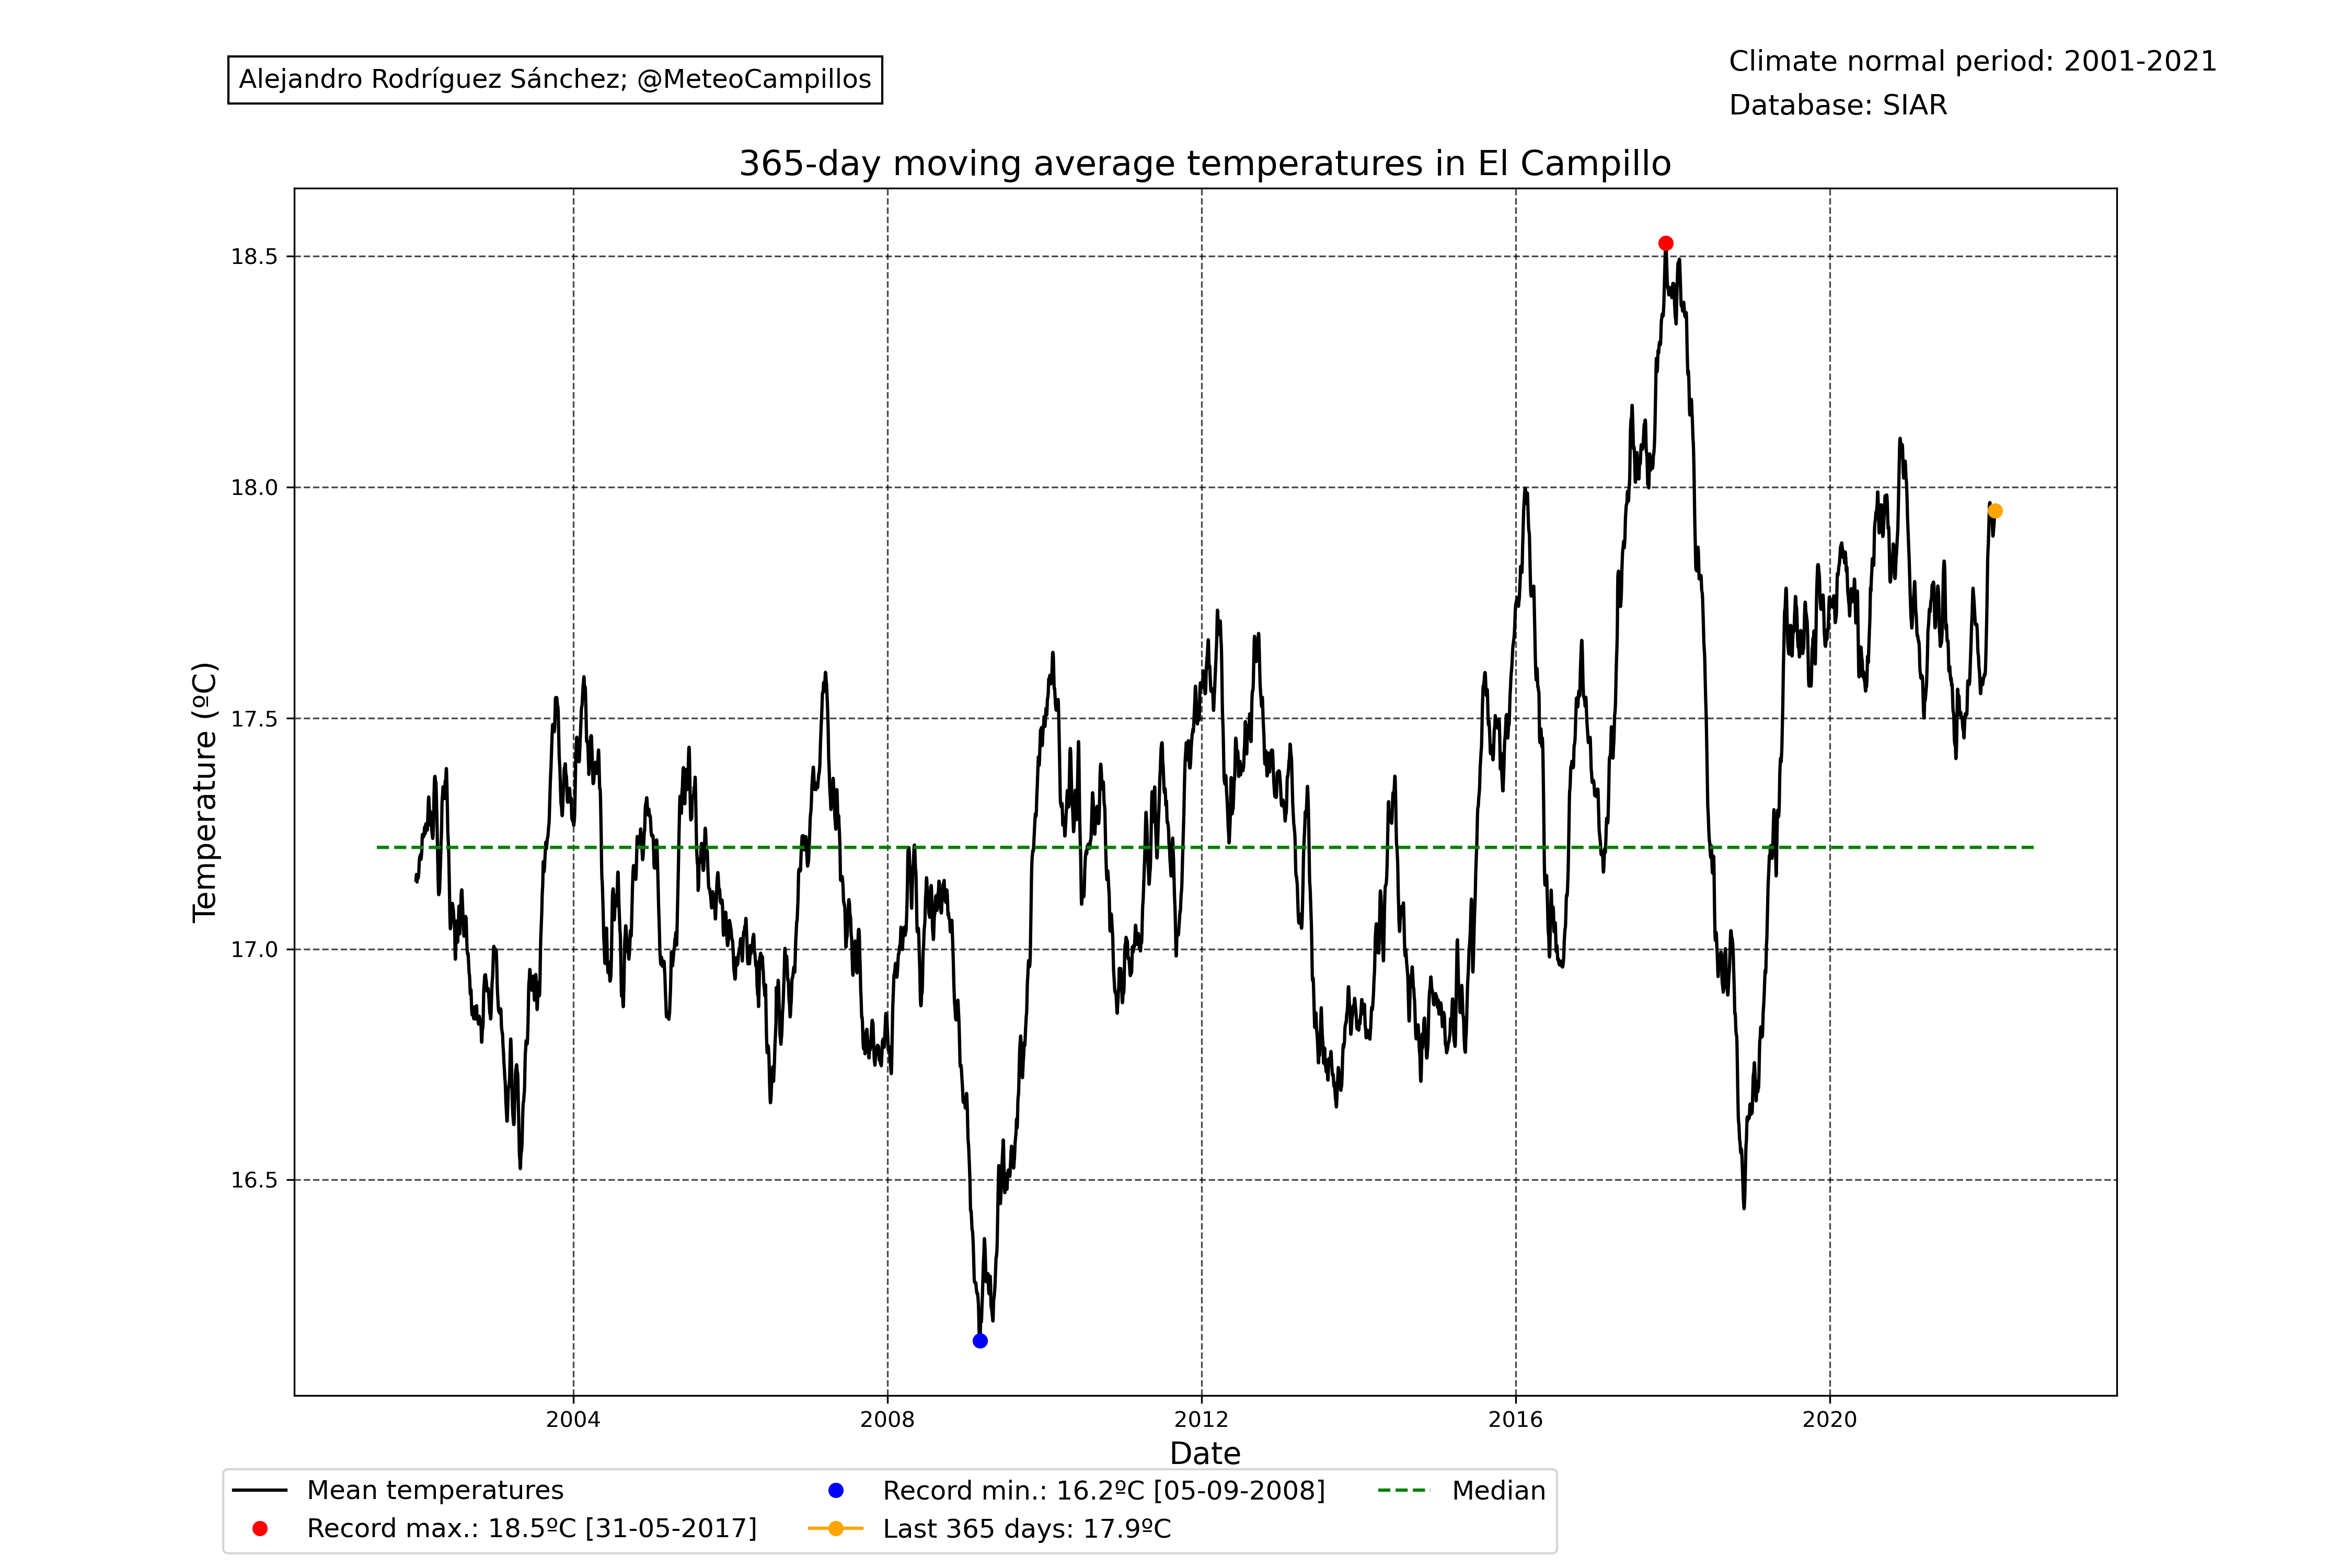 Alejandro Rodríguez Sánchez; @MeteoCampillos
Climate normal period: 2001-2021
Database: SIAR
365-day moving average temperatures in El Campillo
Temperature (ºC)
18.5
18.0
17.5
17.0
16.5
2004 2008 2012 2016 2020
Date
Mean temperatures
Record max.: 18.5ºC [31-05-2017]
Record min.: 16.2ºC [05-09-2008]
Last 365 days: 17.9ºC
Median